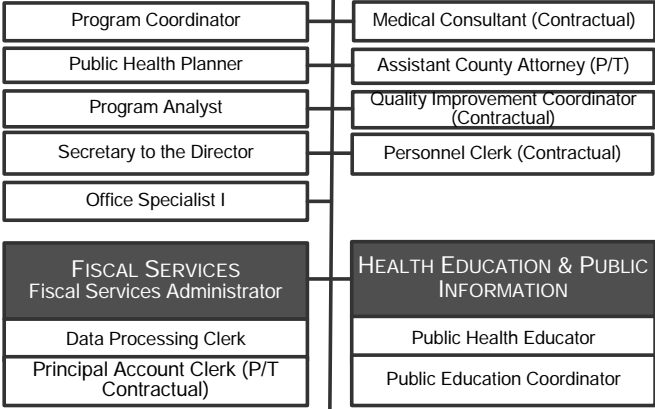 Program Coordinator
Medical Consultant (Contractual)
Public Health Planner
Assistant County Attorney (P/T)
Program Analyst
Quality Improvement Coordinator
(Contractual)
Secretary to the Director
Personnel Clerk (Contractual)
Office Specialist I
FISCAL SERVICES
Fiscal Services Administrator
Data Processing Clerk
Principal Account Clerk (P/T
Contractual)
HEALTH EDUCATION & PUBLIC
INFORMATION
Public Health Educator
Public Education Coordinator